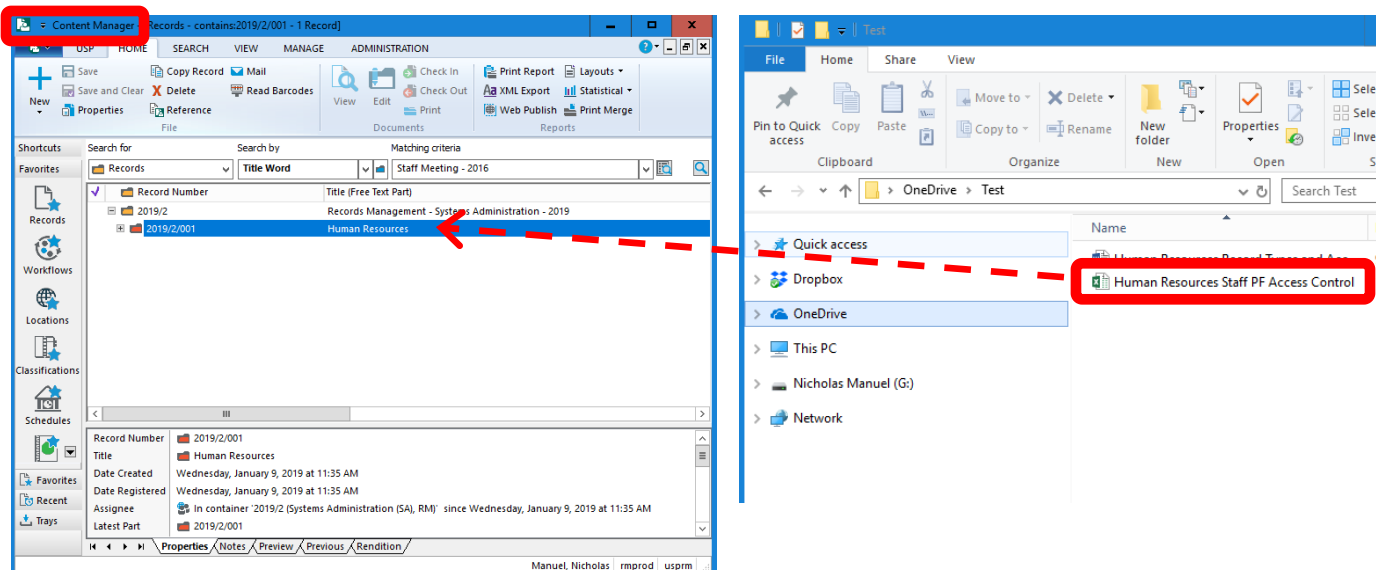 Content Manager - [Records - contains:2019/2/001 - 1 Record]
USP HOME SEARCH VIEW MANAGE ADMINISTRATION
Save Copy Record Mail Check In Print Report Layouts
New Save and Clear Delete Read Barcodes View Edit Check Out XML Export Statistical
Properties Reference Print Web Publish Print Merge
File Documents Reports
Shortcuts Search for Search by Matching criteria
Favorites Records Title Word Staff Meeting - 2016
Record Number Title (Free Text Part)
2019/2 Records Management - Systems Administration - 2019
2019/2/001 Human Resources
Records
Workflows
Locations
Classifications
Schedules
Favorites
Recent
Trays
Record Number 2019/2/001
Title Human Resources
Date Created Wednesday, January 9, 2019 at 11:35 AM
Date Registered Wednesday, January 9, 2019 at 11:35 AM
Assignee In container '2019/2 (Systems Administration (SA), RM)' since Wednesday, January 9, 2019 at 11:35 AM
Latest Part 2019/2/001
Properties Notes Preview Previous Rendition
Manuel, Nicholas rmprod usprm
Test
File Home Share View
Pin to Quick access Copy Paste Move to Copy to Delete Rename New folder Properties Sele
Sele
Inve
Clipboard Organize New Open S
OneDrive > Test Search Test
Name
Quick access
Human Resources Record Types and Acc
Dropbox
Human Resources Staff PF Access Control
OneDrive
This PC
Nicholas Manuel (G:)
Network